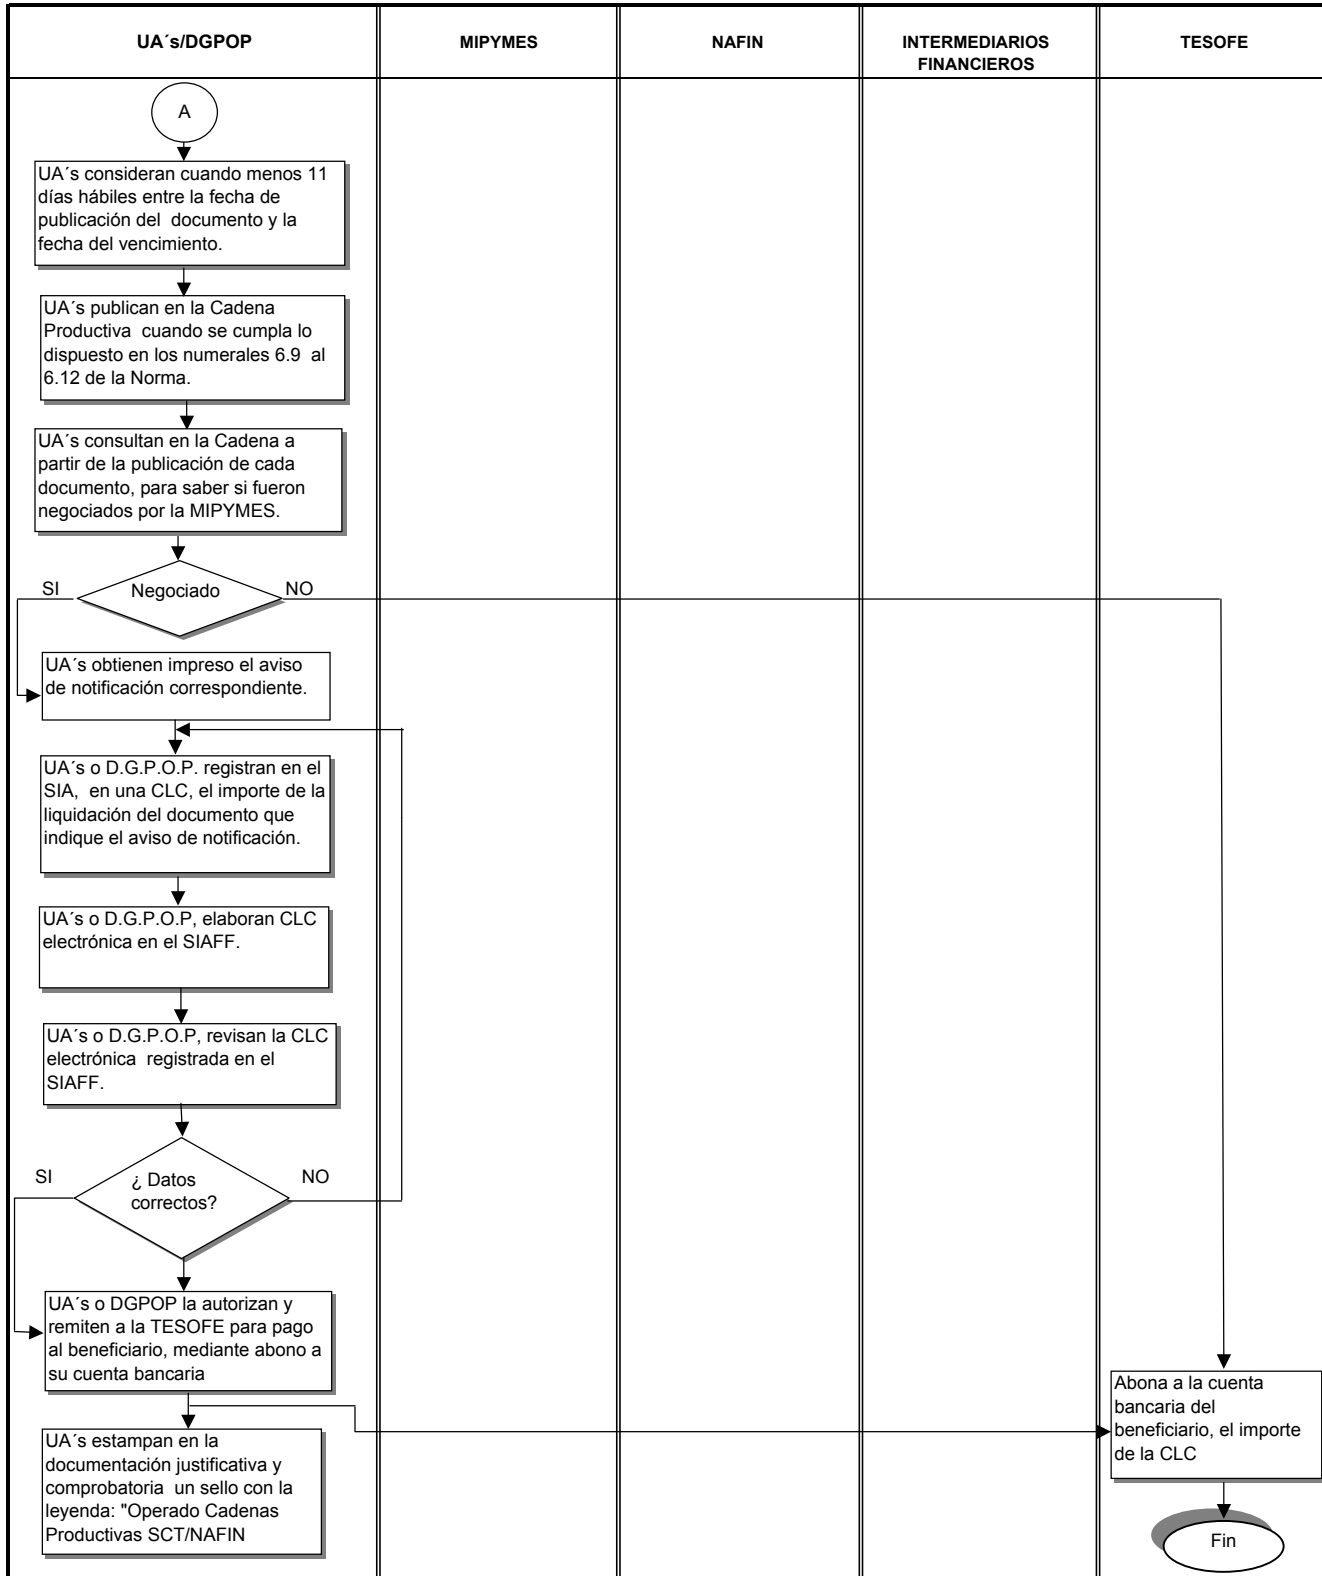 UA´s/DGPOP
MIPYMES
NAFIN
INTERMEDIARIOS
FINANCIEROS
TESOFE
A
UA´s consideran cuando menos 11
días hábiles entre la fecha de
publicación del documento y la
fecha del vencimiento.
UA´s publican en la Cadena
Productiva cuando se cumpla lo
dispuesto en los numerales 6.9 al
6.12 de la Norma.
UA´s consultan en la Cadena a
partir de la publicación de cada
documento, para saber si fueron
negociados por la MIPYMES.
SI
Negociado
NO
UA´s obtienen impreso el aviso
de notificación correspondiente.
UA´s o D.G.P.O.P. registran en el
SIA, en una CLC, el importe de la
liquidación del documento que
indique el aviso de notificación.
UA´s o D.G.P.O.P, elaboran CLC
electrónica en el SIAFF.
UA´s o D.G.P.O.P, revisan la CLC
electrónica registrada en el
SIAFF.
SI
¿ Datos
correctos?
NO
UA´s o DGPOP la autorizan y
remiten a la TESOFE para pago
al beneficiario, mediante abono a
su cuenta bancaria
UA´s estampan en la
documentación justificativa y
comprobatoria un sello con la
leyenda: "Operado Cadenas
Productivas SCT/NAFIN
Abona a la cuenta
bancaria del
beneficiario, el importe
de la CLC
Fin